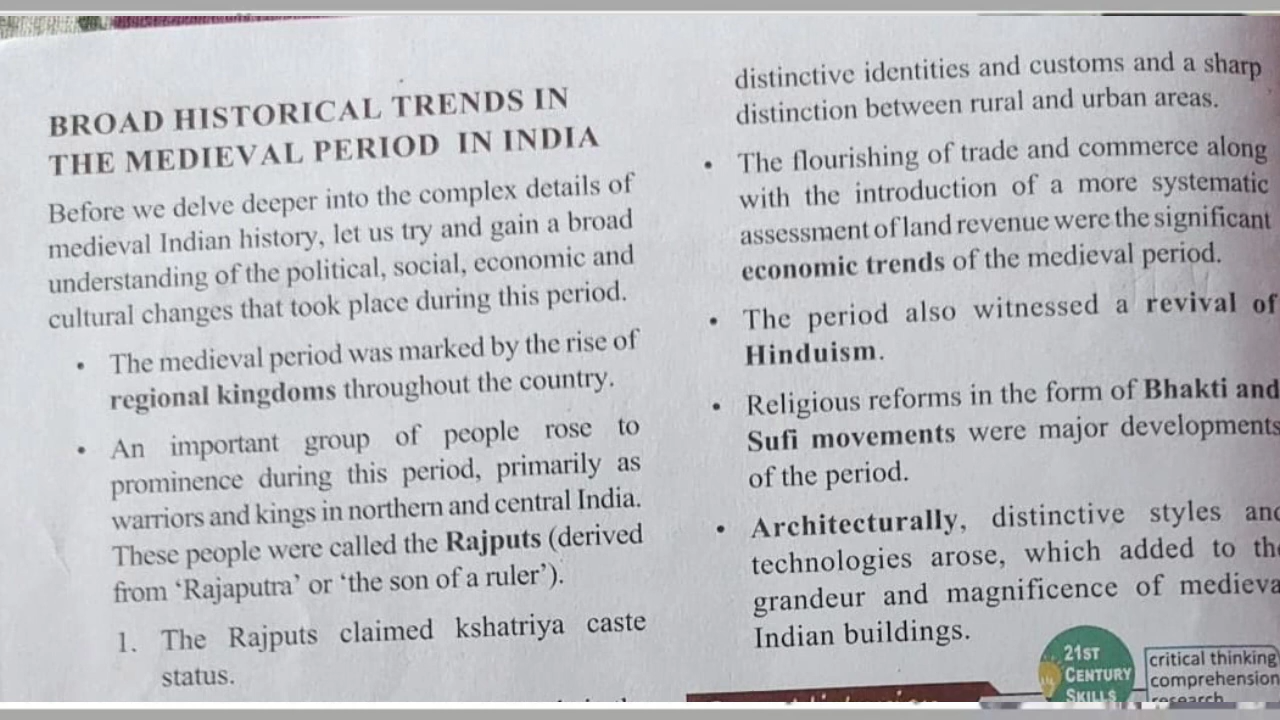 BROAD HISTORICAL TRENDS IN
THE MEDIEVAL PERIOD IN INDIA
Before we delve deeper into the complex details of
medieval Indian history, let us try and gain a broad
understanding of the political, social, economic and
cultural changes that took place during this period.
• The medieval period was marked by the rise of
regional kingdoms throughout the country.
• An important group of people rose to
prominence during this period, primarily as
warriors and kings in northern and central India.
These people were called the Rajputs (derived
from ‘Rajaputra’ or ‘the son of a ruler’).
1. The Rajputs claimed kshatriya caste
status.
distinctive identities and customs and a sharp
distinction between rural and urban areas.
• The flourishing of trade and commerce along
with the introduction of a more systematic
assessment of land revenue were the significant
economic trends of the medieval period.
• The period also witnessed a revival of
Hinduism.
• Religious reforms in the form of Bhakti and
Sufi movements were major developments
of the period.
• Architecturally, distinctive styles and
technologies arose, which added to the
grandeur and magnificence of medieva
Indian buildings.
21ST
CENTURY
SKILLS
critical thinking
comprehension
research